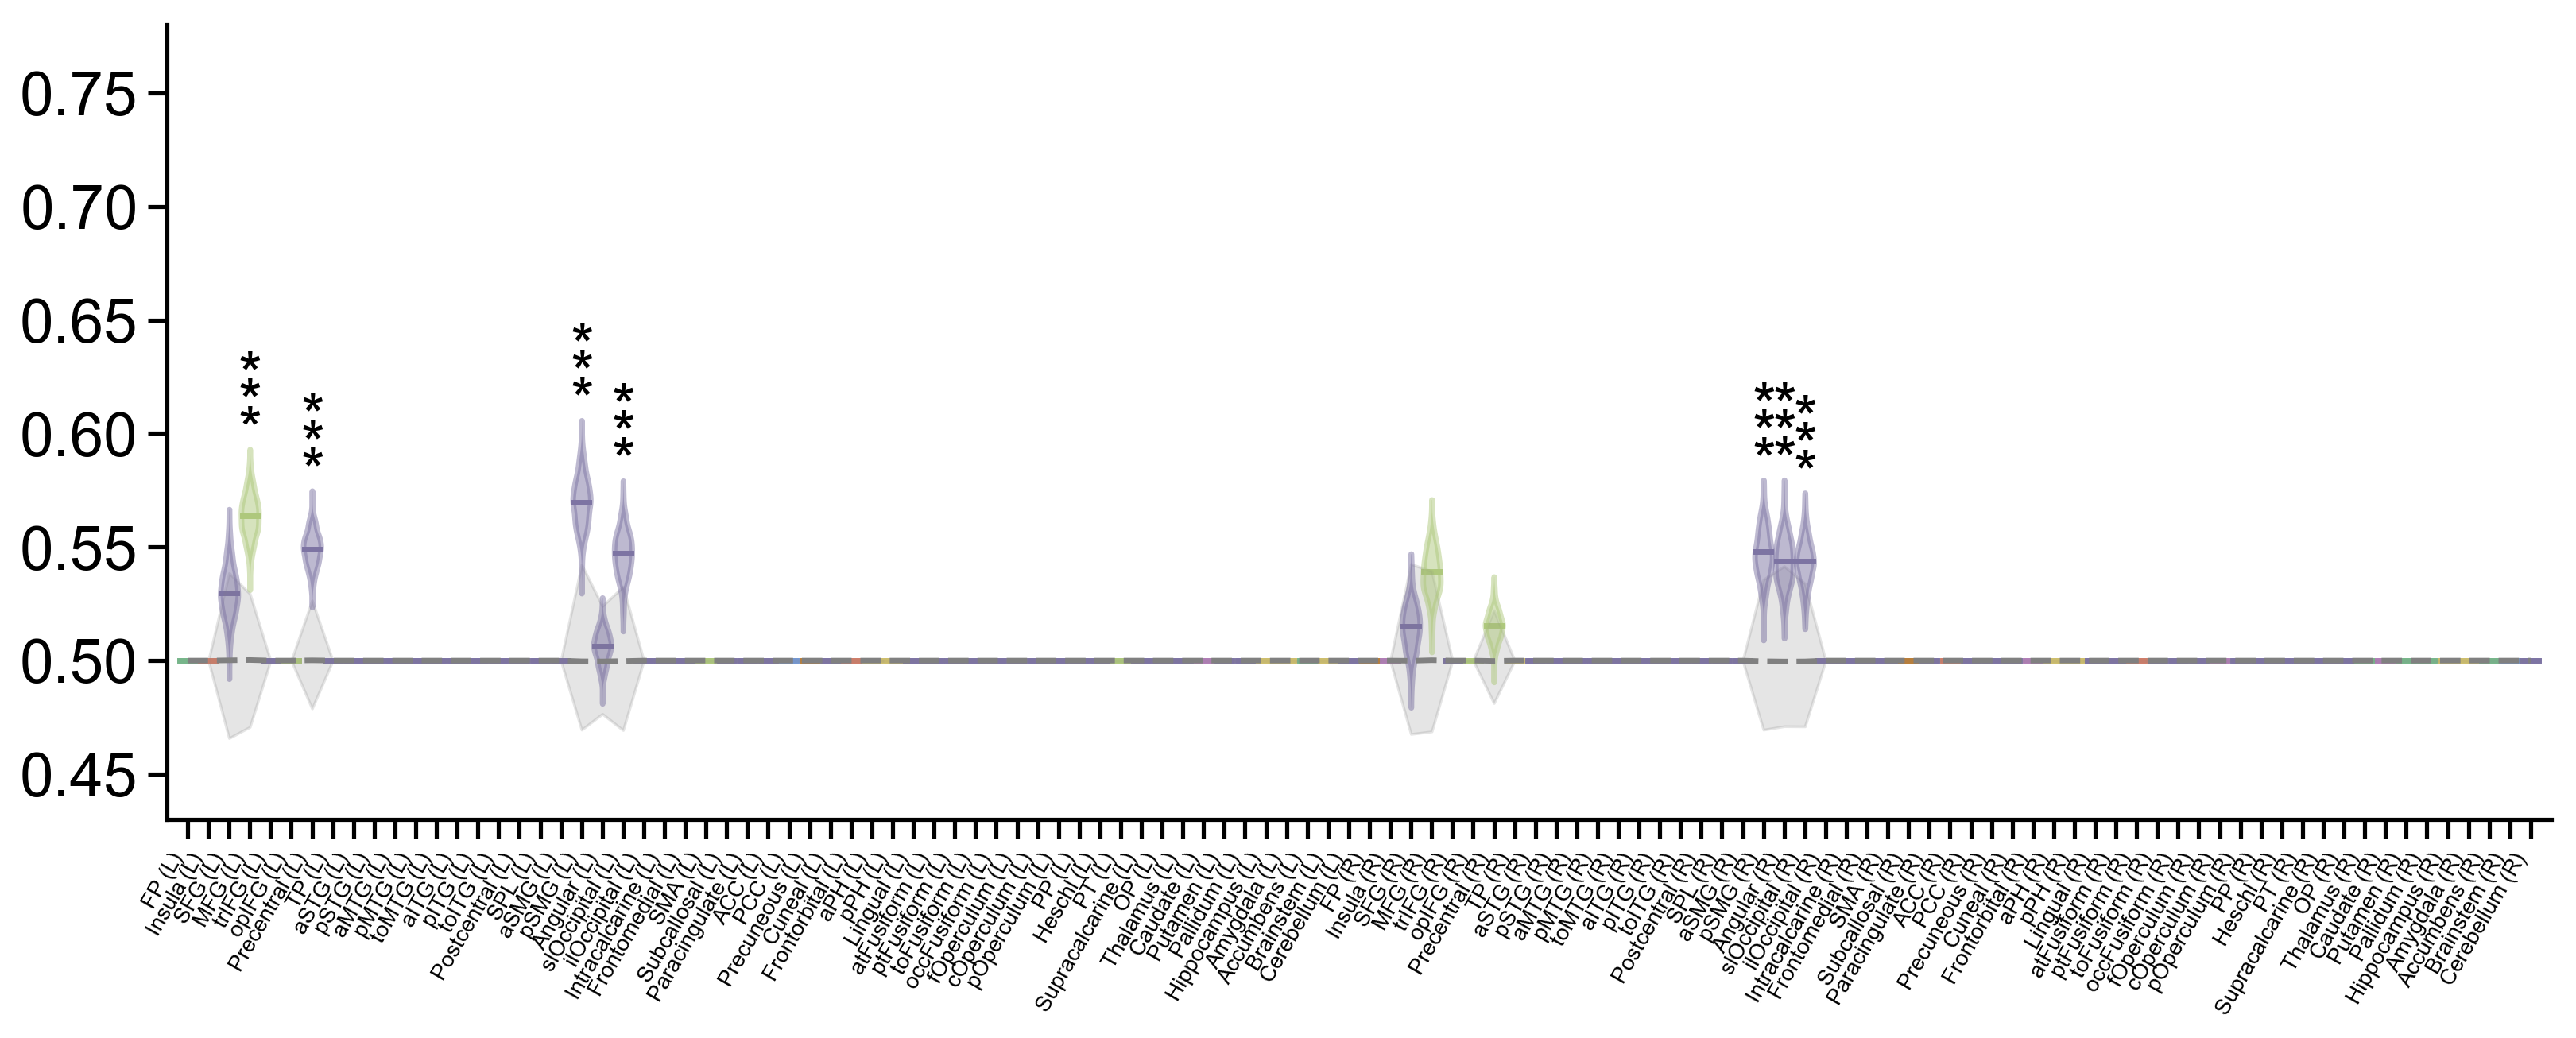 0.75
0.70
0.65
0.60
0.55
0.50
0.45
***
***
***
***
***
***
***
FP (L)
Insula (L)
SFG (L)
MFG (L)
trIFG (L)
opIFG (L)
Precentral (L)
TP (L)
aSTG (L)
pSTG (L)
aMTG (L)
pMTG (L)
toMTG (L)
aITG (L)
pITG (L)
toITG (L)
Postcentral (L)
SPL (L)
aSMG (L)
pSMG (L)
Angular (L)
slOccipital (L)
ilOccipital (L)
Intracalcarine (L)
Frontomedial (L)
SMA (L)
Subcallosal (L)
Paracingulate (L)
ACC (L)
PCC (L)
Precuneous (L)
Cuneal (L)
Frontorbital (L)
aPH (L)
pPH (L)
Lingual (L)
atFusiform (L)
ptFusiform (L)
toFusiform (L)
occFusiform (L)
fOperculum (L)
cOperculum (L)
pOperculum (L)
PP (L)
Heschl (L)
PT (L)
Supracalcarine (L)
OP (L)
Thalamus (L)
Caudate (L)
Putamen (L)
Pallidum (L)
Hippocampus (L)
Amygdala (L)
Accumbens (L)
Brainstem (L)
Cerebellum (L)
FP (R)
Insula (R)
SFG (R)
MFG (R)
trIFG (R)
opIFG (R)
Precentral (R)
TP (R)
aSTG (R)
pSTG (R)
aMTG (R)
pMTG (R)
toMTG (R)
aITG (R)
pITG (R)
toITG (R)
Postcentral (R)
SPL (R)
aSMG (R)
pSMG (R)
Angular (R)
slOccipital (R)
ilOccipital (R)
Intracalcarine (R)
Frontomedial (R)
SMA (R)
Subcallosal (R)
Paracingulate (R)
ACC (R)
PCC (R)
Precuneous (R)
Cuneal (R)
Frontorbital (R)
aPH (R)
pPH (R)
Lingual (R)
atFusiform (R)
ptFusiform (R)
toFusiform (R)
occFusiform (R)
fOperculum (R)
cOperculum (R)
pOperculum (R)
PP (R)
Heschl (R)
PT (R)
Supracalcarine (R)
OP (R)
Thalamus (R)
Caudate (R)
Putamen (R)
Pallidum (R)
Hippocampus (R)
Amygdala (R)
Accumbens (R)
Brainstem (R)
Cerebellum (R)